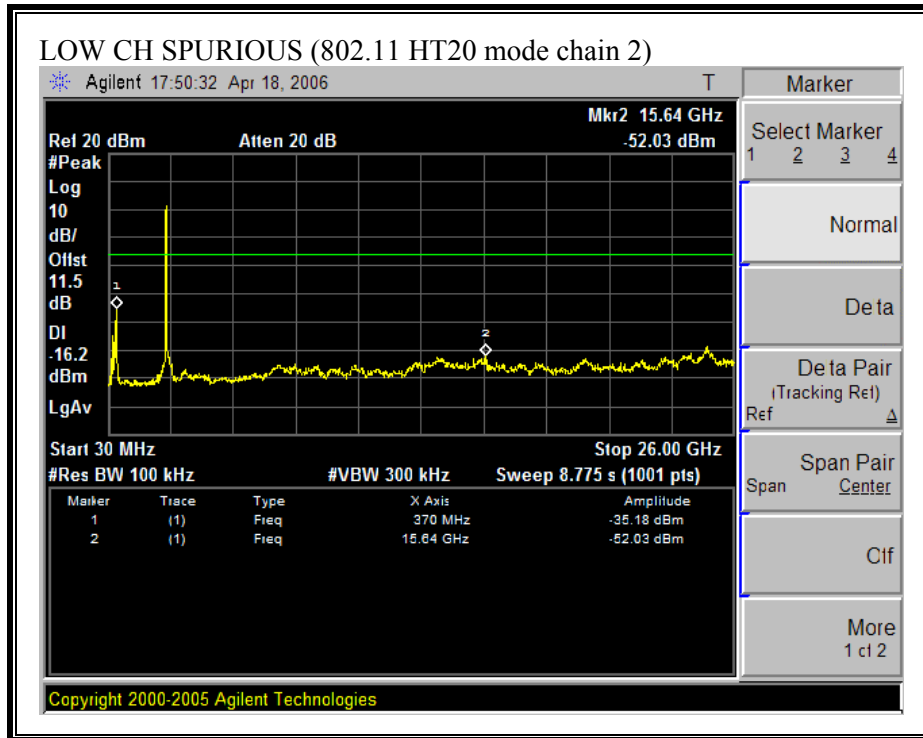 LOW CH SPURIOUS (802.11 HT20 mode chain 2)
Agilent 17:50:32 Apr 18, 2006 T
Mkr2 15.64 GHz
Ref 20 dBm Atten 20 dB -52.03 dBm
#Peak
Log
10
dB/
Offst
11.5
dB
DI
-16.2
dBm
LgAv
1
2
Start 30 MHz Stop 26.00 GHz
#Res BW 100 kHz #VBW 300 kHz Sweep 8.775 s (1001 pts)
Marker Trace Type X Axis Amplitude
1 (1) Freq 370 MHz -35.18 dBm
2 (1) Freq 15.64 GHz -52.03 dBm
Copyright 2000-2005 Agilent Technologies
Marker
Select Marker
1 2 3 4
Normal
Delta
Delta Pair
(Tracking Ref)
Ref Δ
Span Pair
Span Center
Off
More
1 of 2